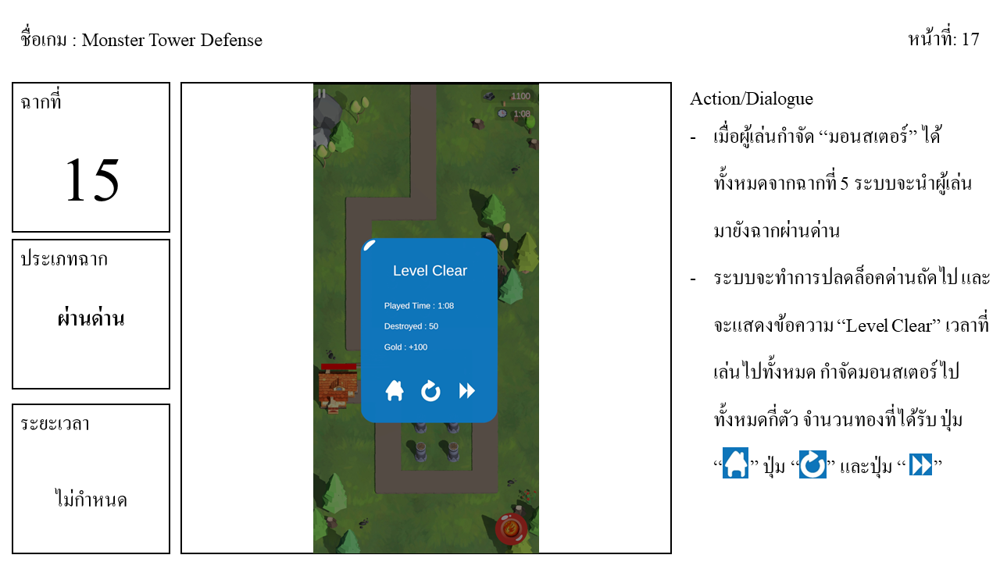 ชื่อเกม : Monster Tower Defense
หน้าที่: 17
ฉากที่
15
ประเภทฉาก
ผ่านด่าน
ระยะเวลา
ไม่กำหนด
1100
1:08
Level Clear
Played Time : 1:08
Destroyed : 50
Gold : +100
Action/Dialogue
- เมื่อผู้เล่นกำจัด “มอนสเตอร์” ได้
ทั้งหมดจากฉากที่ 5 ระบบจะนำผู้เล่น
มายังฉากผ่านด่าน
- ระบบจะทำการปลดล็อคด่านถัดไป และ
จะแสดงข้อความ “Level Clear” เวลาที่
เล่นไปทั้งหมด กำจัดมอนสเตอร์ไป
ทั้งหมดกี่ตัว จำนวนทองที่ได้รับ ปุ่ม
“ ” ปุ่ม “ ” และปุ่ม “ ”